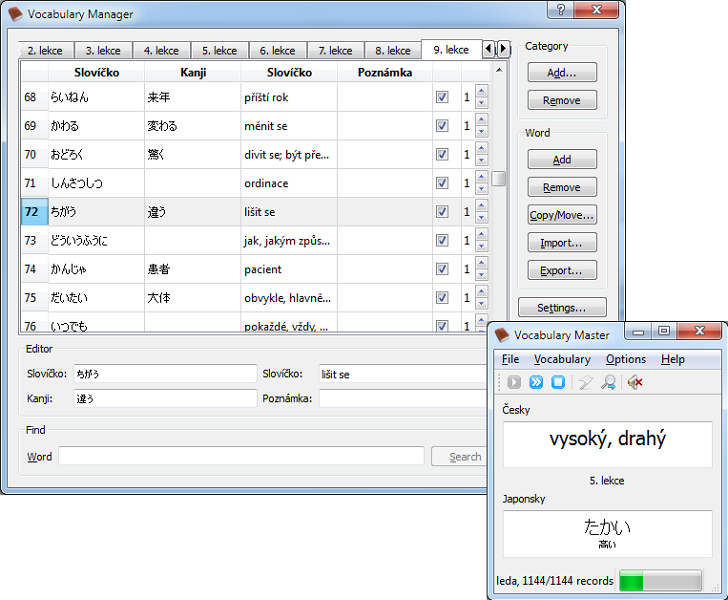 Vocabulary Manager
2. lekce 3. lekce 4. lekce 5. lekce 6. lekce 7. lekce 8. lekce 9. lekce
Slovíčko Kanji Slovíčko Poznámka
68 らいねん 来年 příští rok 1
69 かわる 変わる měnit se 1
70 おどろく 驚く divit se; být pře... 1
71 しんさつしつ ordinace 1
72 ちがう 違う lišit se 1
73 どういうふうに jak, jakým způs... 1
74 かんじゃ 患者 pacient 1
75 だいたい 大体 obvykle, hlavně... 1
76 いつでも pokaždé, vždy, ... 1
Category
Add...
Remove
Word
Add
Remove
Copy/Move...
Import...
Export...
Settings...
Editor
Slovíčko: ちがう Slovíčko: lišit se
Kanji: 違う Poznámka:
Find
Word Search
Vocabulary Master
File Vocabulary Options Help
Česky
vysoký, drahý
5. lekce
Japonsky
たかい
高い
leda, 1144/1144 records